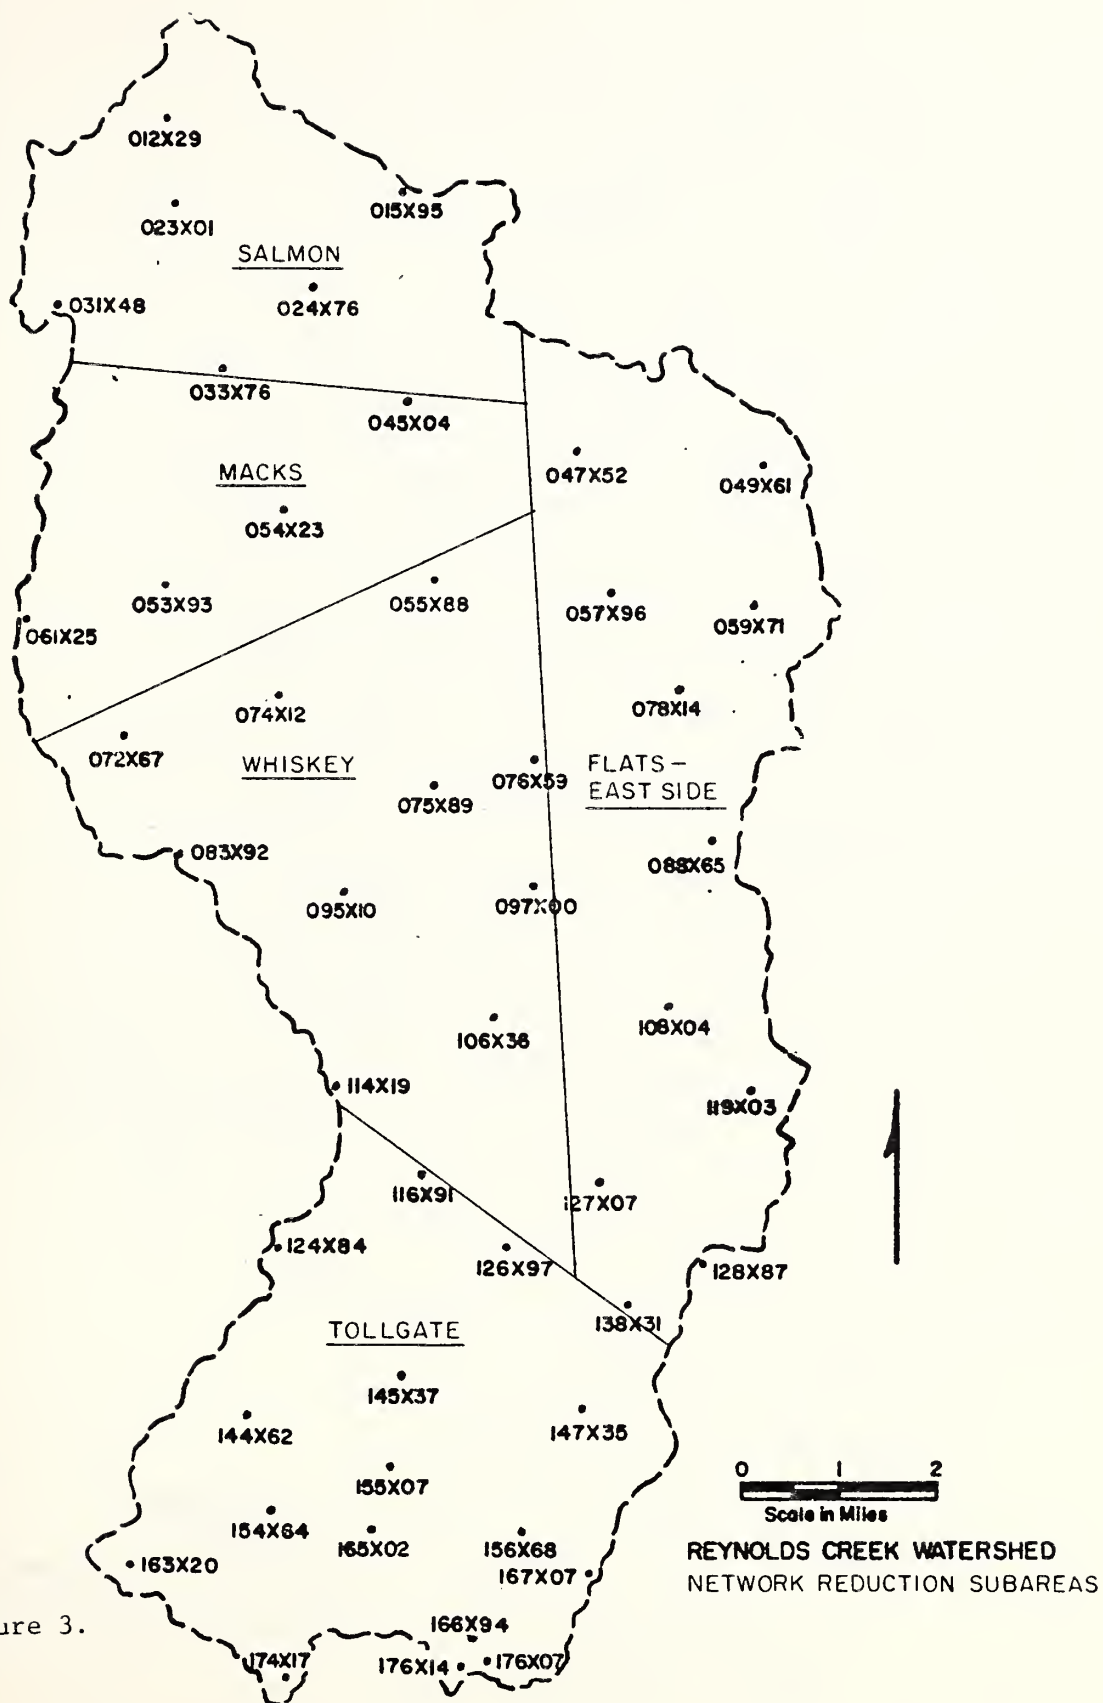 012X29
015X95
023X01
SALMON
031X48
024X76
033X76
045X04
MACKS
047X52
049X61
054X23
053X93
055X88
057X96
059X71
061X25
074X12
078X14
072X67
WHISKEY
076X59
FLATS-
EAST SIDE
075X89
083X92
088X65
095X10
097X00
106X36
108X04
114X19
119X03
116X91
127X07
124X84
126X97
128X87
138X31
TOLLGATE
145X37
144X62
147X35
155X07
0 1 2
Scale in Miles
154X64
165X02
156X68
REYNOLDS CREEK WATERSHED
163X20
167X07
NETWORK REDUCTION SUBAREAS
ure 3.
166X94
174X17
176X14
176X07